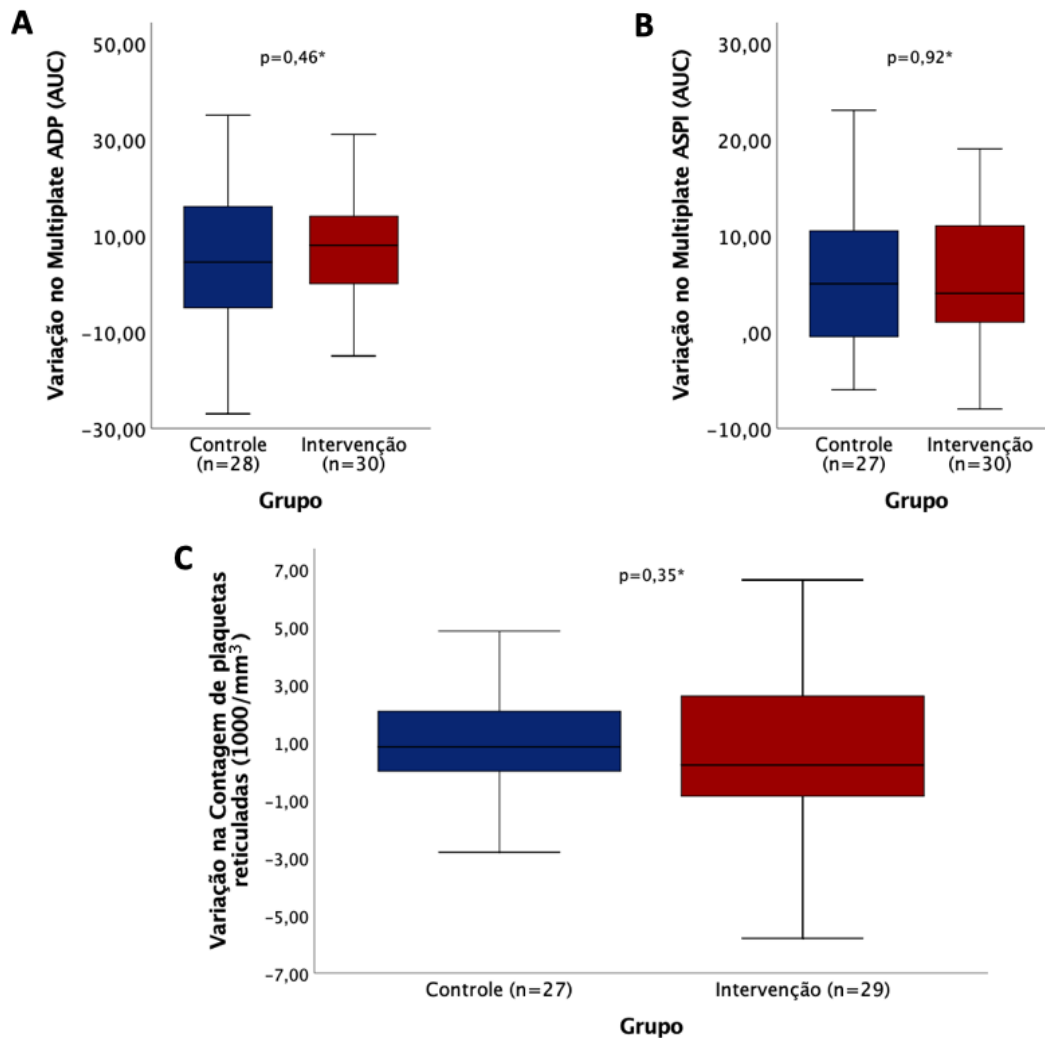 A
p=0,46*
Variação no Multiplate ADP (AUC)
50,00
30,00
10,00
−10,00
−30,00
Controle
(n=28)
Intervenção
(n=30)
Grupo
B
p=0,92*
Variação no Multiplate ASPI (AUC)
30,00
20,00
10,00
,00
−10,00
Controle
(n=27)
Intervenção
(n=30)
Grupo
C
p=0,35*
Variação na Contagem de plaquetas
reticuladas (1000/mm³)
7,00
5,00
3,00
1,00
−1,00
−3,00
−5,00
−7,00
Controle (n=27)
Intervenção (n=29)
Grupo